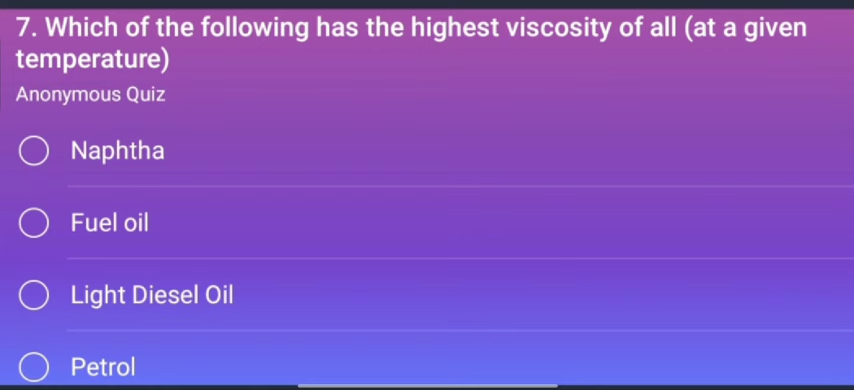 7. Which of the following has the highest viscosity of all (at a given
temperature)
Anonymous Quiz
Naphtha
Fuel oil
Light Diesel Oil
Petrol